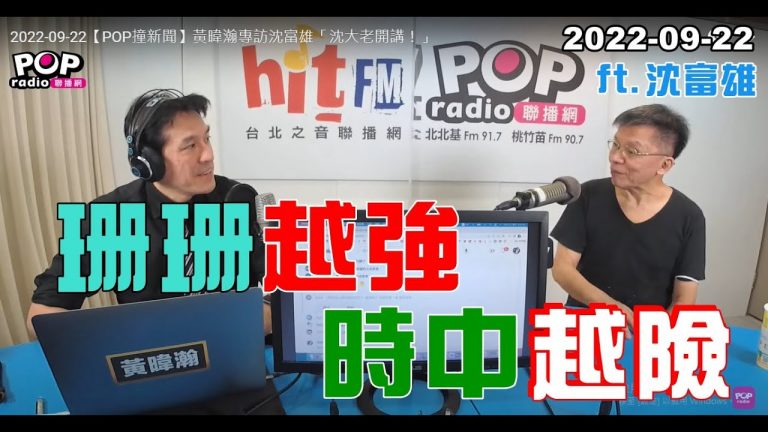 2022-09-22【POP撞新聞】黃暐瀚專訪沈富雄「沈大老開講！」
2022-09-22
ft.沈富雄
POP
radio 聯播網
hit FM
台北之音聯播網
POP
radio 聯播網
北北基 Fm 91.7 桃竹苗 Fm 90.7
珊珊越強
時中越險
黃暐瀚
POP
radio